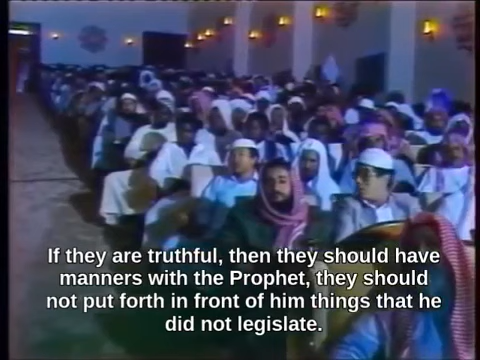 If they are truthful, then they should have
manners with the Prophet, they should
not put forth in front of him things that he
did not legislate.